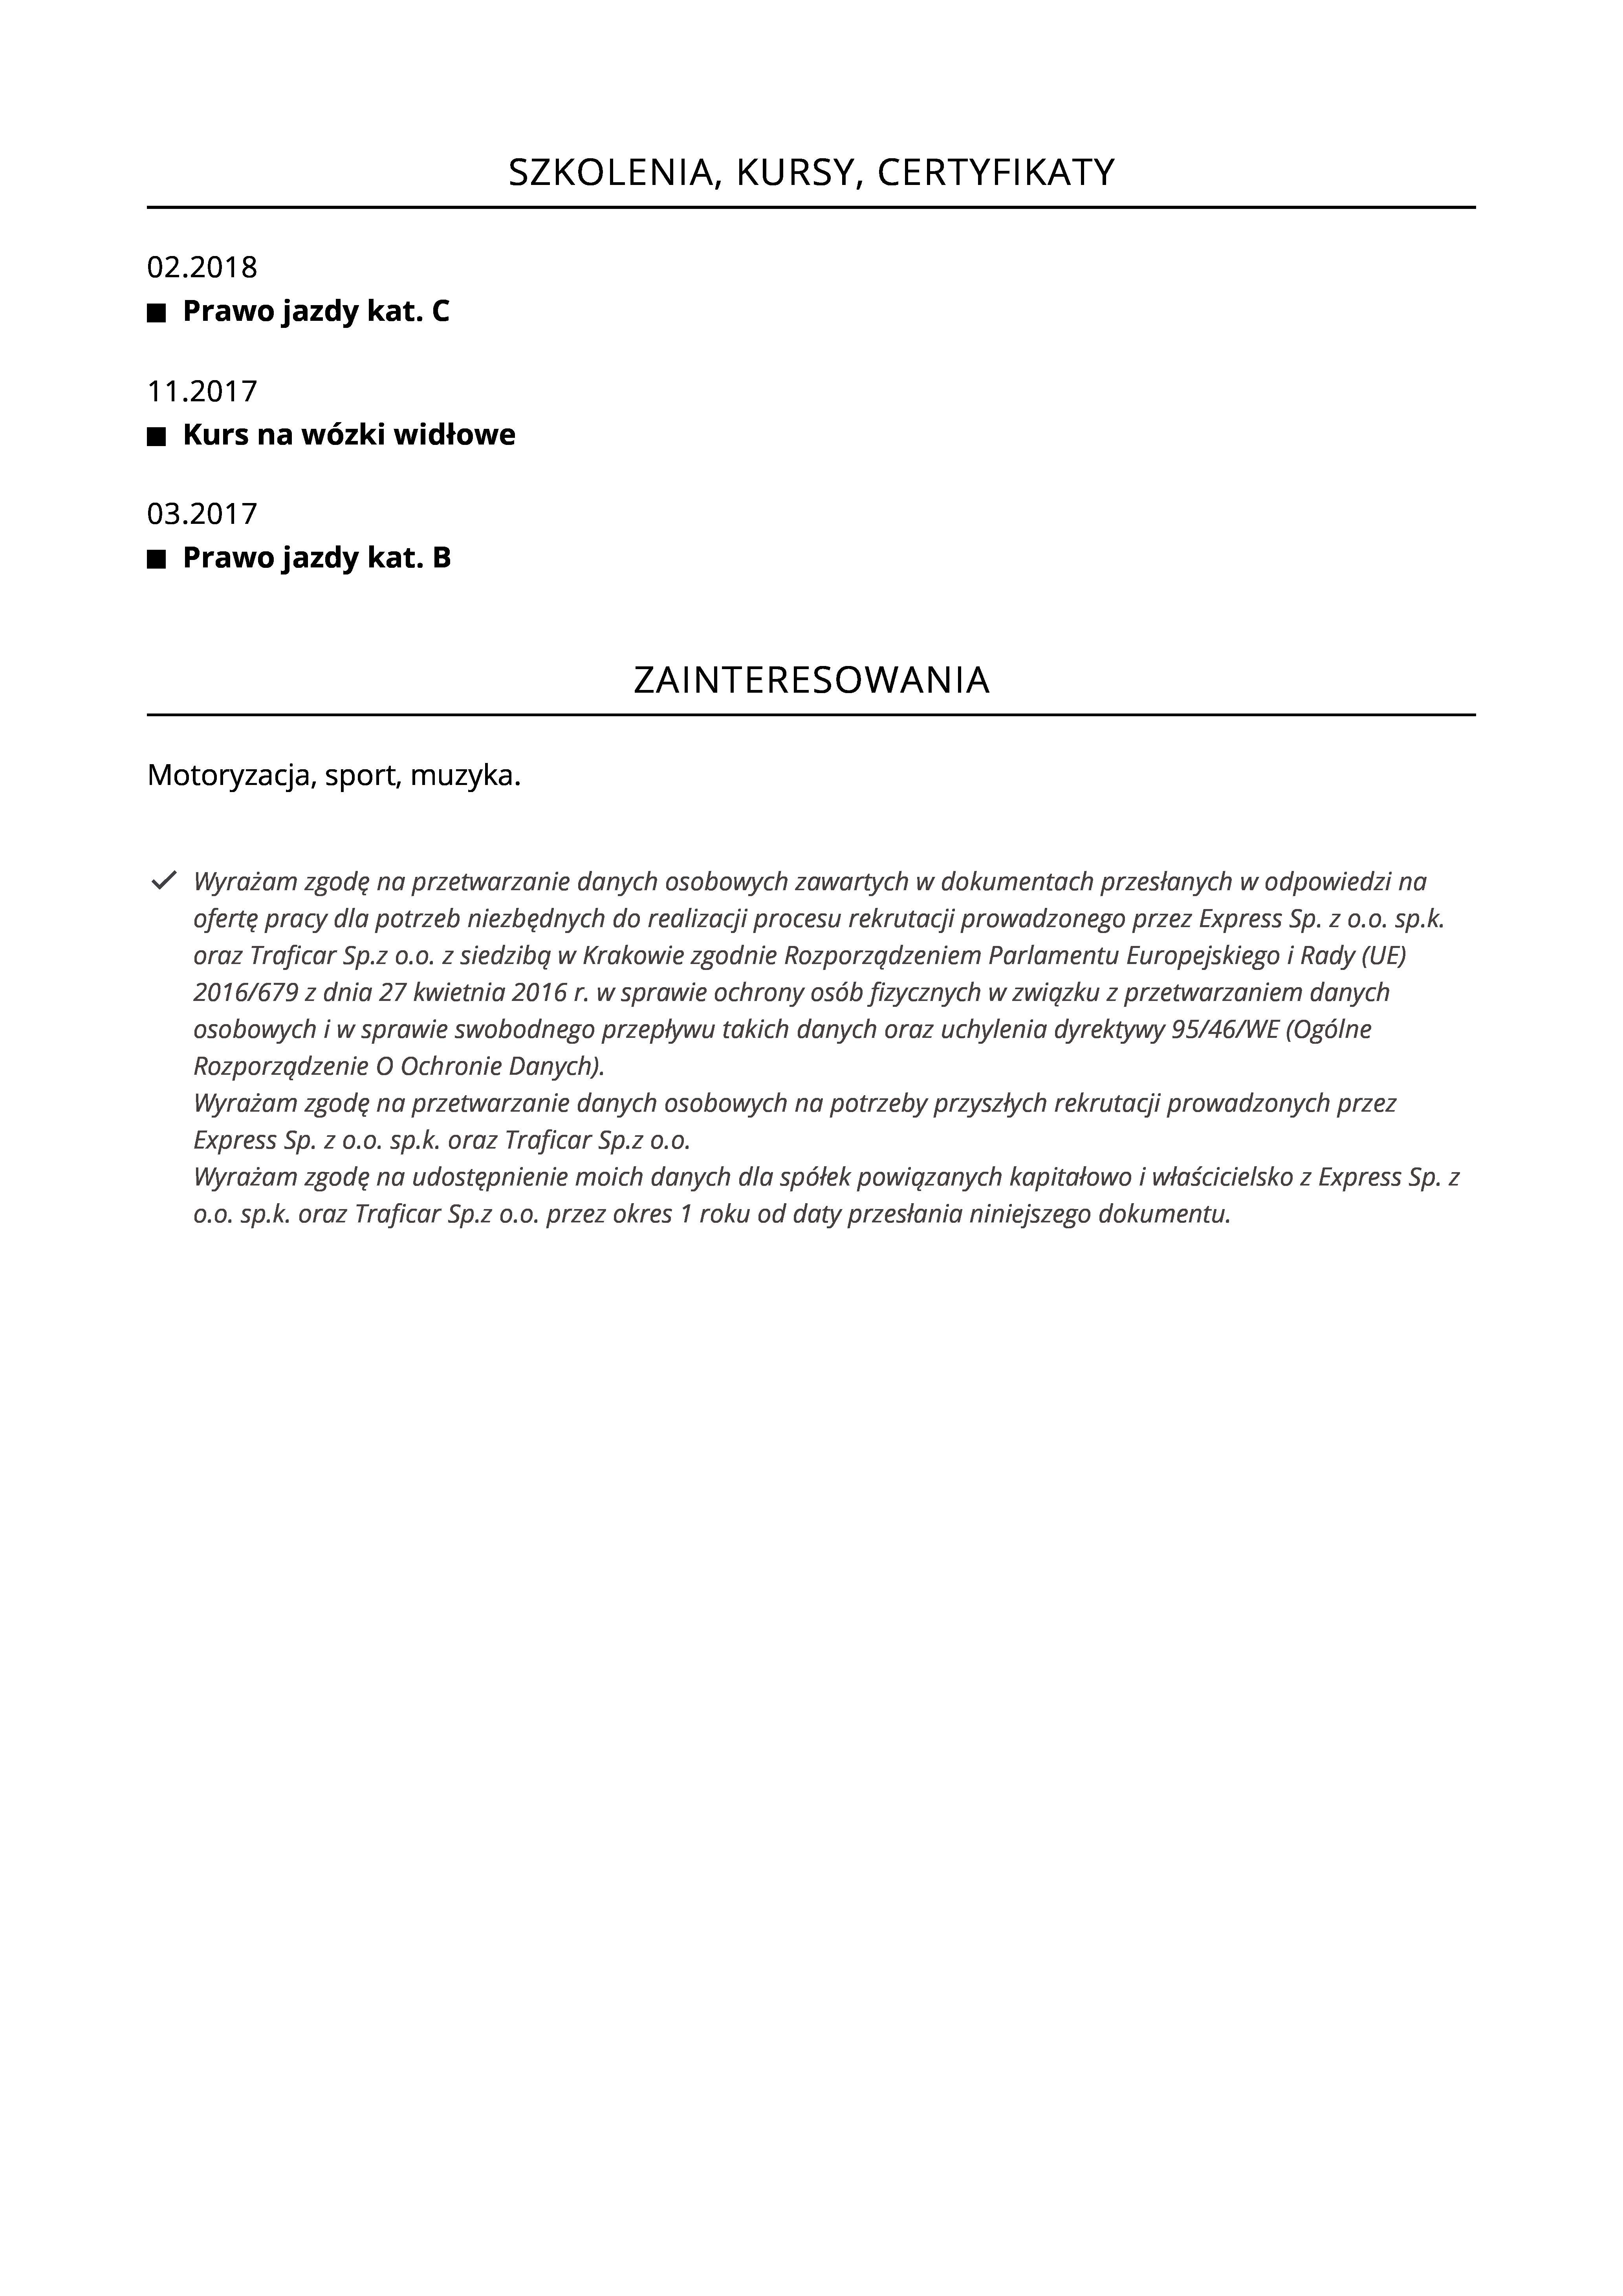 SZKOLENIA, KURSY, CERTYFIKATY
02.2018
■ Prawo jazdy kat. C
11.2017
■ Kurs na wózki widłowe
03.2017
■ Prawo jazdy kat. B
ZAINTERESOWANIA
Motoryzacja, sport, muzyka.
✓ Wyrażam zgodę na przetwarzanie danych osobowych zawartych w dokumentach przesłanych w odpowiedzi na
ofertę pracy dla potrzeb niezbędnych do realizacji procesu rekrutacji prowadzonego przez Express Sp. z o.o. sp.k.
oraz Traficar Sp.z o.o. z siedzibą w Krakowie zgodnie Rozporządzeniem Parlamentu Europejskiego i Rady (UE)
2016/679 z dnia 27 kwietnia 2016 r. w sprawie ochrony osób fizycznych w związku z przetwarzaniem danych
osobowych i w sprawie swobodnego przepływu takich danych oraz uchylenia dyrektywy 95/46/WE (Ogólne
Rozporządzenie O Ochronie Danych).
Wyrażam zgodę na przetwarzanie danych osobowych na potrzeby przyszłych rekrutacji prowadzonych przez
Express Sp. z o.o. sp.k. oraz Traficar Sp.z o.o.
Wyrażam zgodę na udostępnienie moich danych dla spółek powiązanych kapitałowo i właścicielsko z Express Sp. z
o.o. sp.k. oraz Traficar Sp.z o.o. przez okres 1 roku od daty przesłania niniejszego dokumentu.